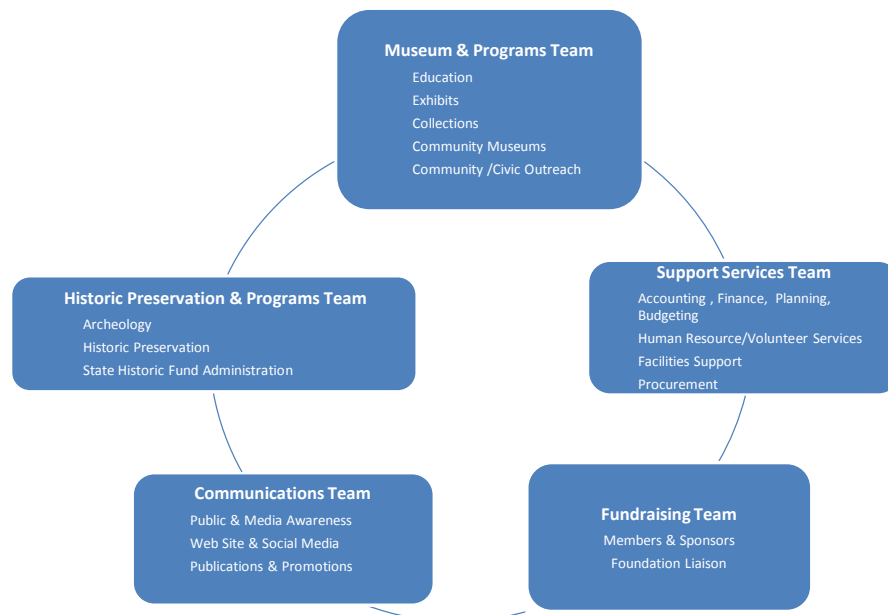 Museum & Programs Team
Education
Exhibits
Collections
Community Museums
Community /Civic Outreach
Support Services Team
Accounting , Finance, Planning,
Budgeting
Human Resource/Volunteer Services
Facilities Support
Procurement
Historic Preservation & Programs Team
Archeology
Historic Preservation
State Historic Fund Administration
Communications Team
Public & Media Awareness
Web Site & Social Media
Publications & Promotions
Fundraising Team
Members & Sponsors
Foundation Liaison